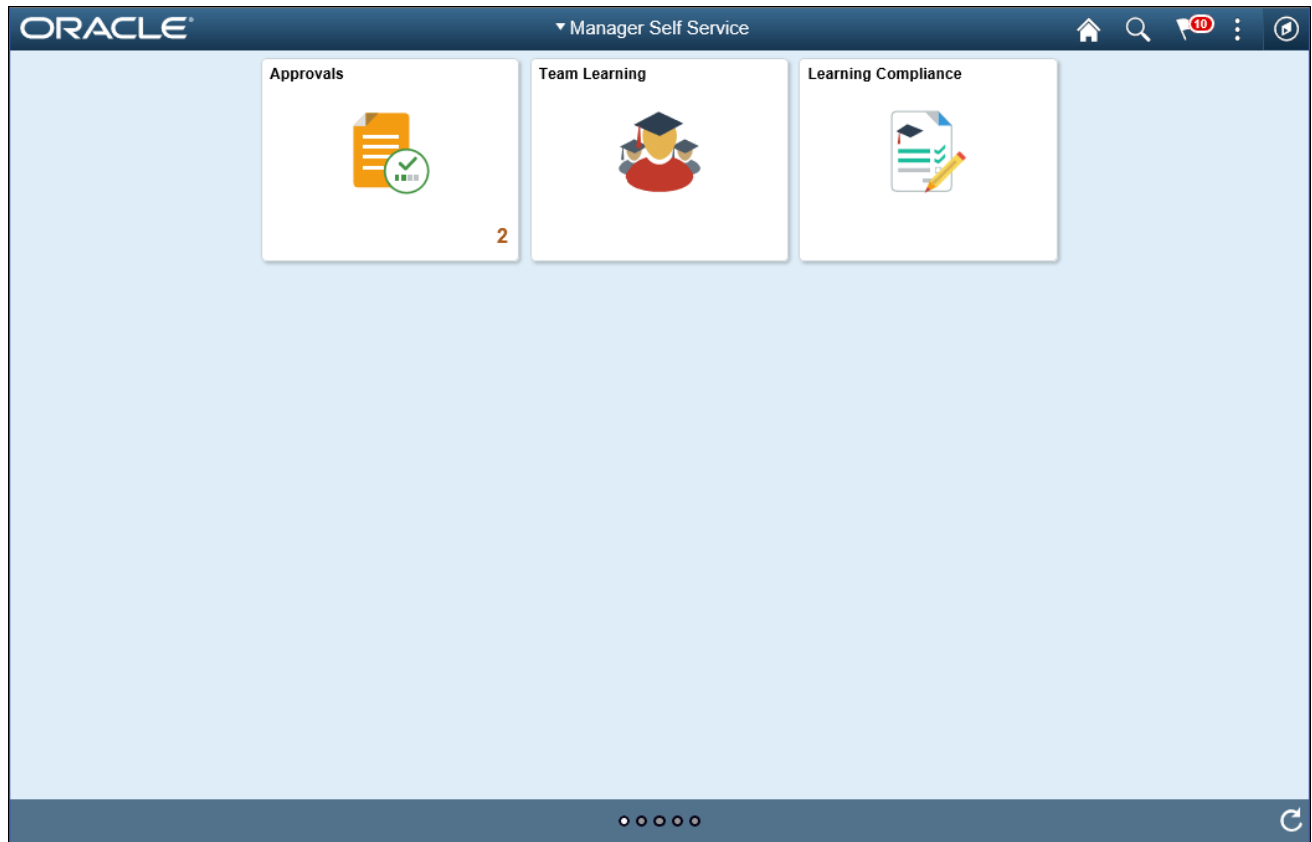 ORACLE
Manager Self Service
10
Approvals
Team Learning
Learning Compliance
2